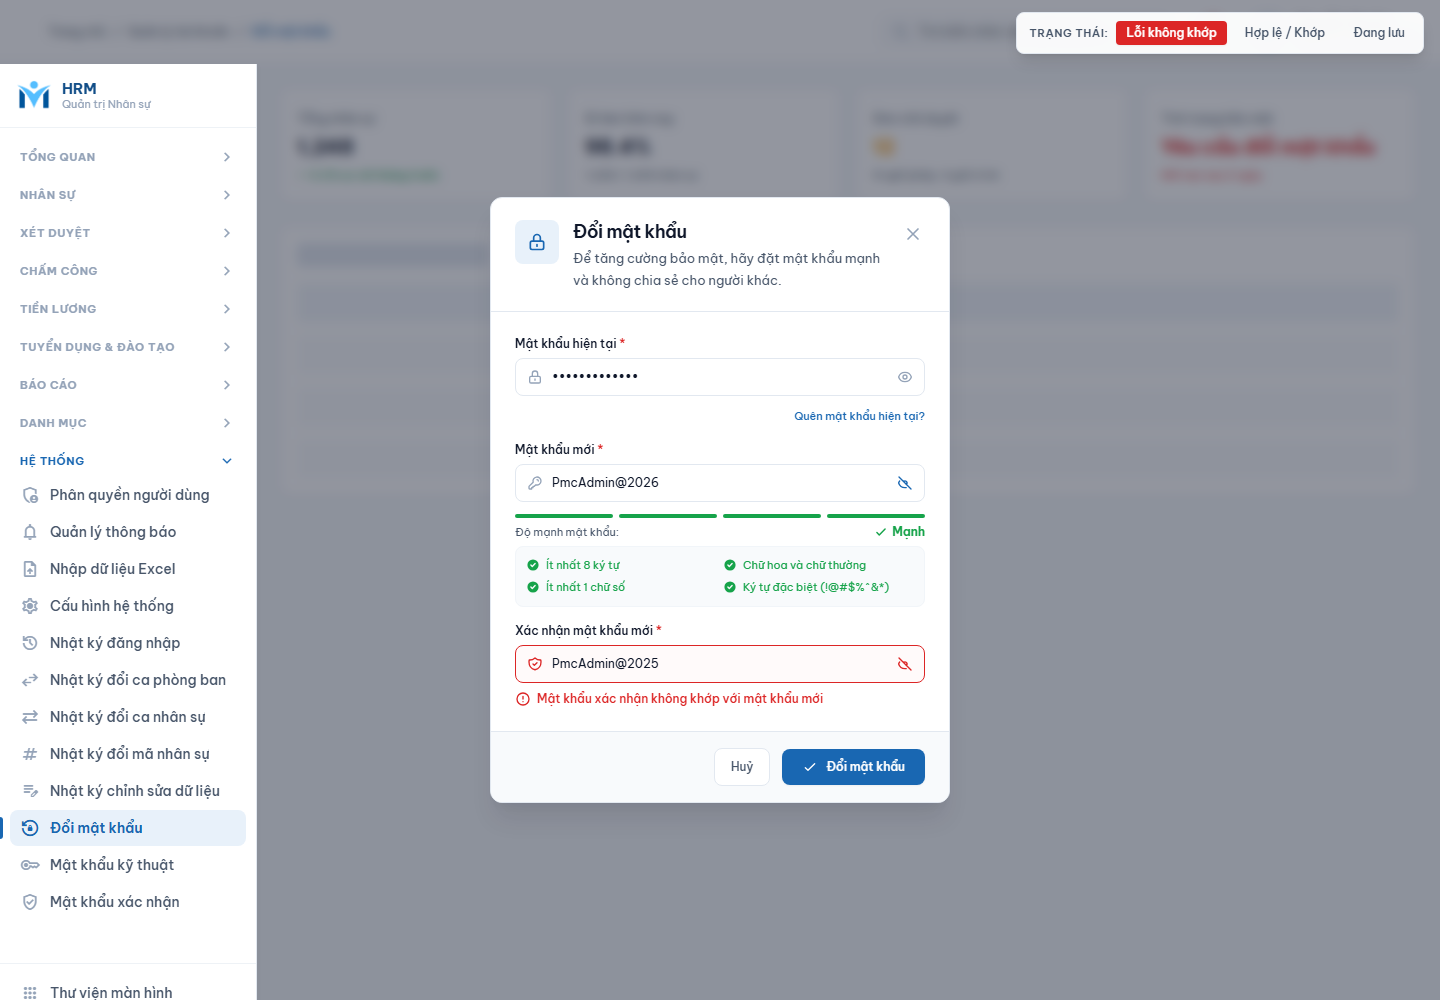 TRẠNG THÁI: Lỗi không khớp Hợp lệ / Khớp Đang lưu
HRM
Quản trị Nhân sự
TỔNG QUAN
NHÂN SỰ
XÉT DUYỆT
CHẤM CÔNG
TIỀN LƯƠNG
TUYỂN DỤNG & ĐÀO TẠO
BÁO CÁO
DANH MỤC
HỆ THỐNG
Phân quyền người dùng
Quản lý thông báo
Nhập dữ liệu Excel
Cấu hình hệ thống
Nhật ký đăng nhập
Nhật ký đổi ca phòng ban
Nhật ký đổi ca nhân sự
Nhật ký đổi mã nhân sự
Nhật ký chỉnh sửa dữ liệu
Đổi mật khẩu
Mật khẩu kỹ thuật
Mật khẩu xác nhận
Thư viện màn hình
Đổi mật khẩu
Để tăng cường bảo mật, hãy đặt mật khẩu mạnh
và không chia sẻ cho người khác.
Mật khẩu hiện tại *
•••••••••••••
Quên mật khẩu hiện tại?
Mật khẩu mới *
PmcAdmin@2026
Độ mạnh mật khẩu: Mạnh
Ít nhất 8 ký tự Chữ hoa và chữ thường
Ít nhất 1 chữ số Ký tự đặc biệt (!@#$%^&*)
Xác nhận mật khẩu mới *
PmcAdmin@2025
Mật khẩu xác nhận không khớp với mật khẩu mới
Huỷ Đổi mật khẩu